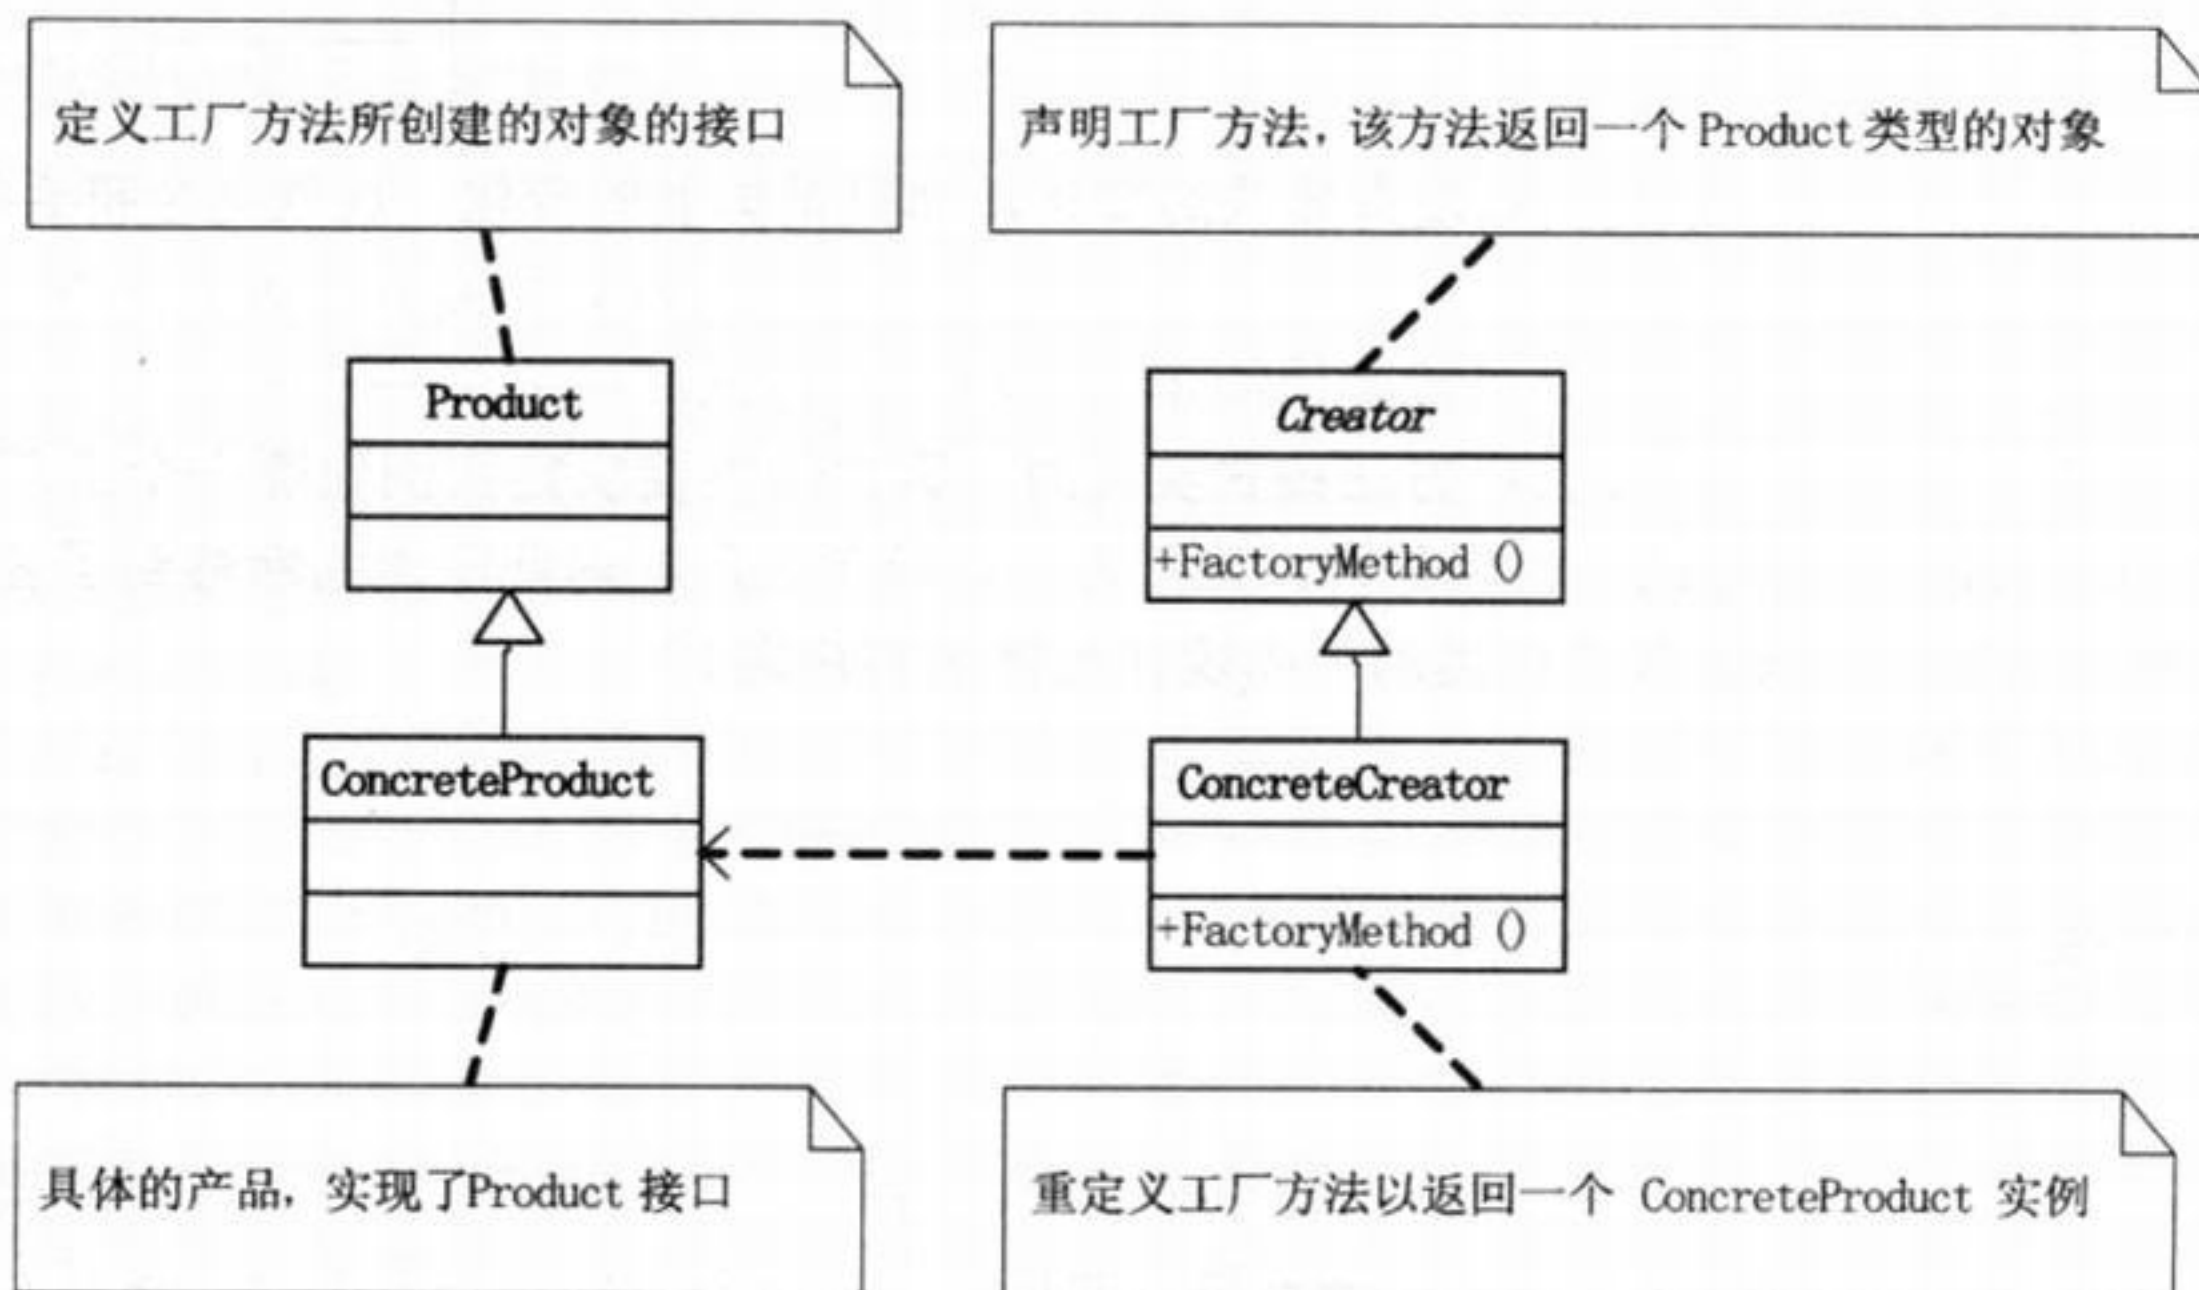 定义工厂方法所创建的对象的接口
声明工厂方法，该方法返回一个 Product 类型的对象
Product
Creator
+FactoryMethod ()
ConcreteProduct
ConcreteCreator
+FactoryMethod ()
具体的产品，实现了Product 接口
重定义工厂方法以返回一个 ConcreteProduct 实例